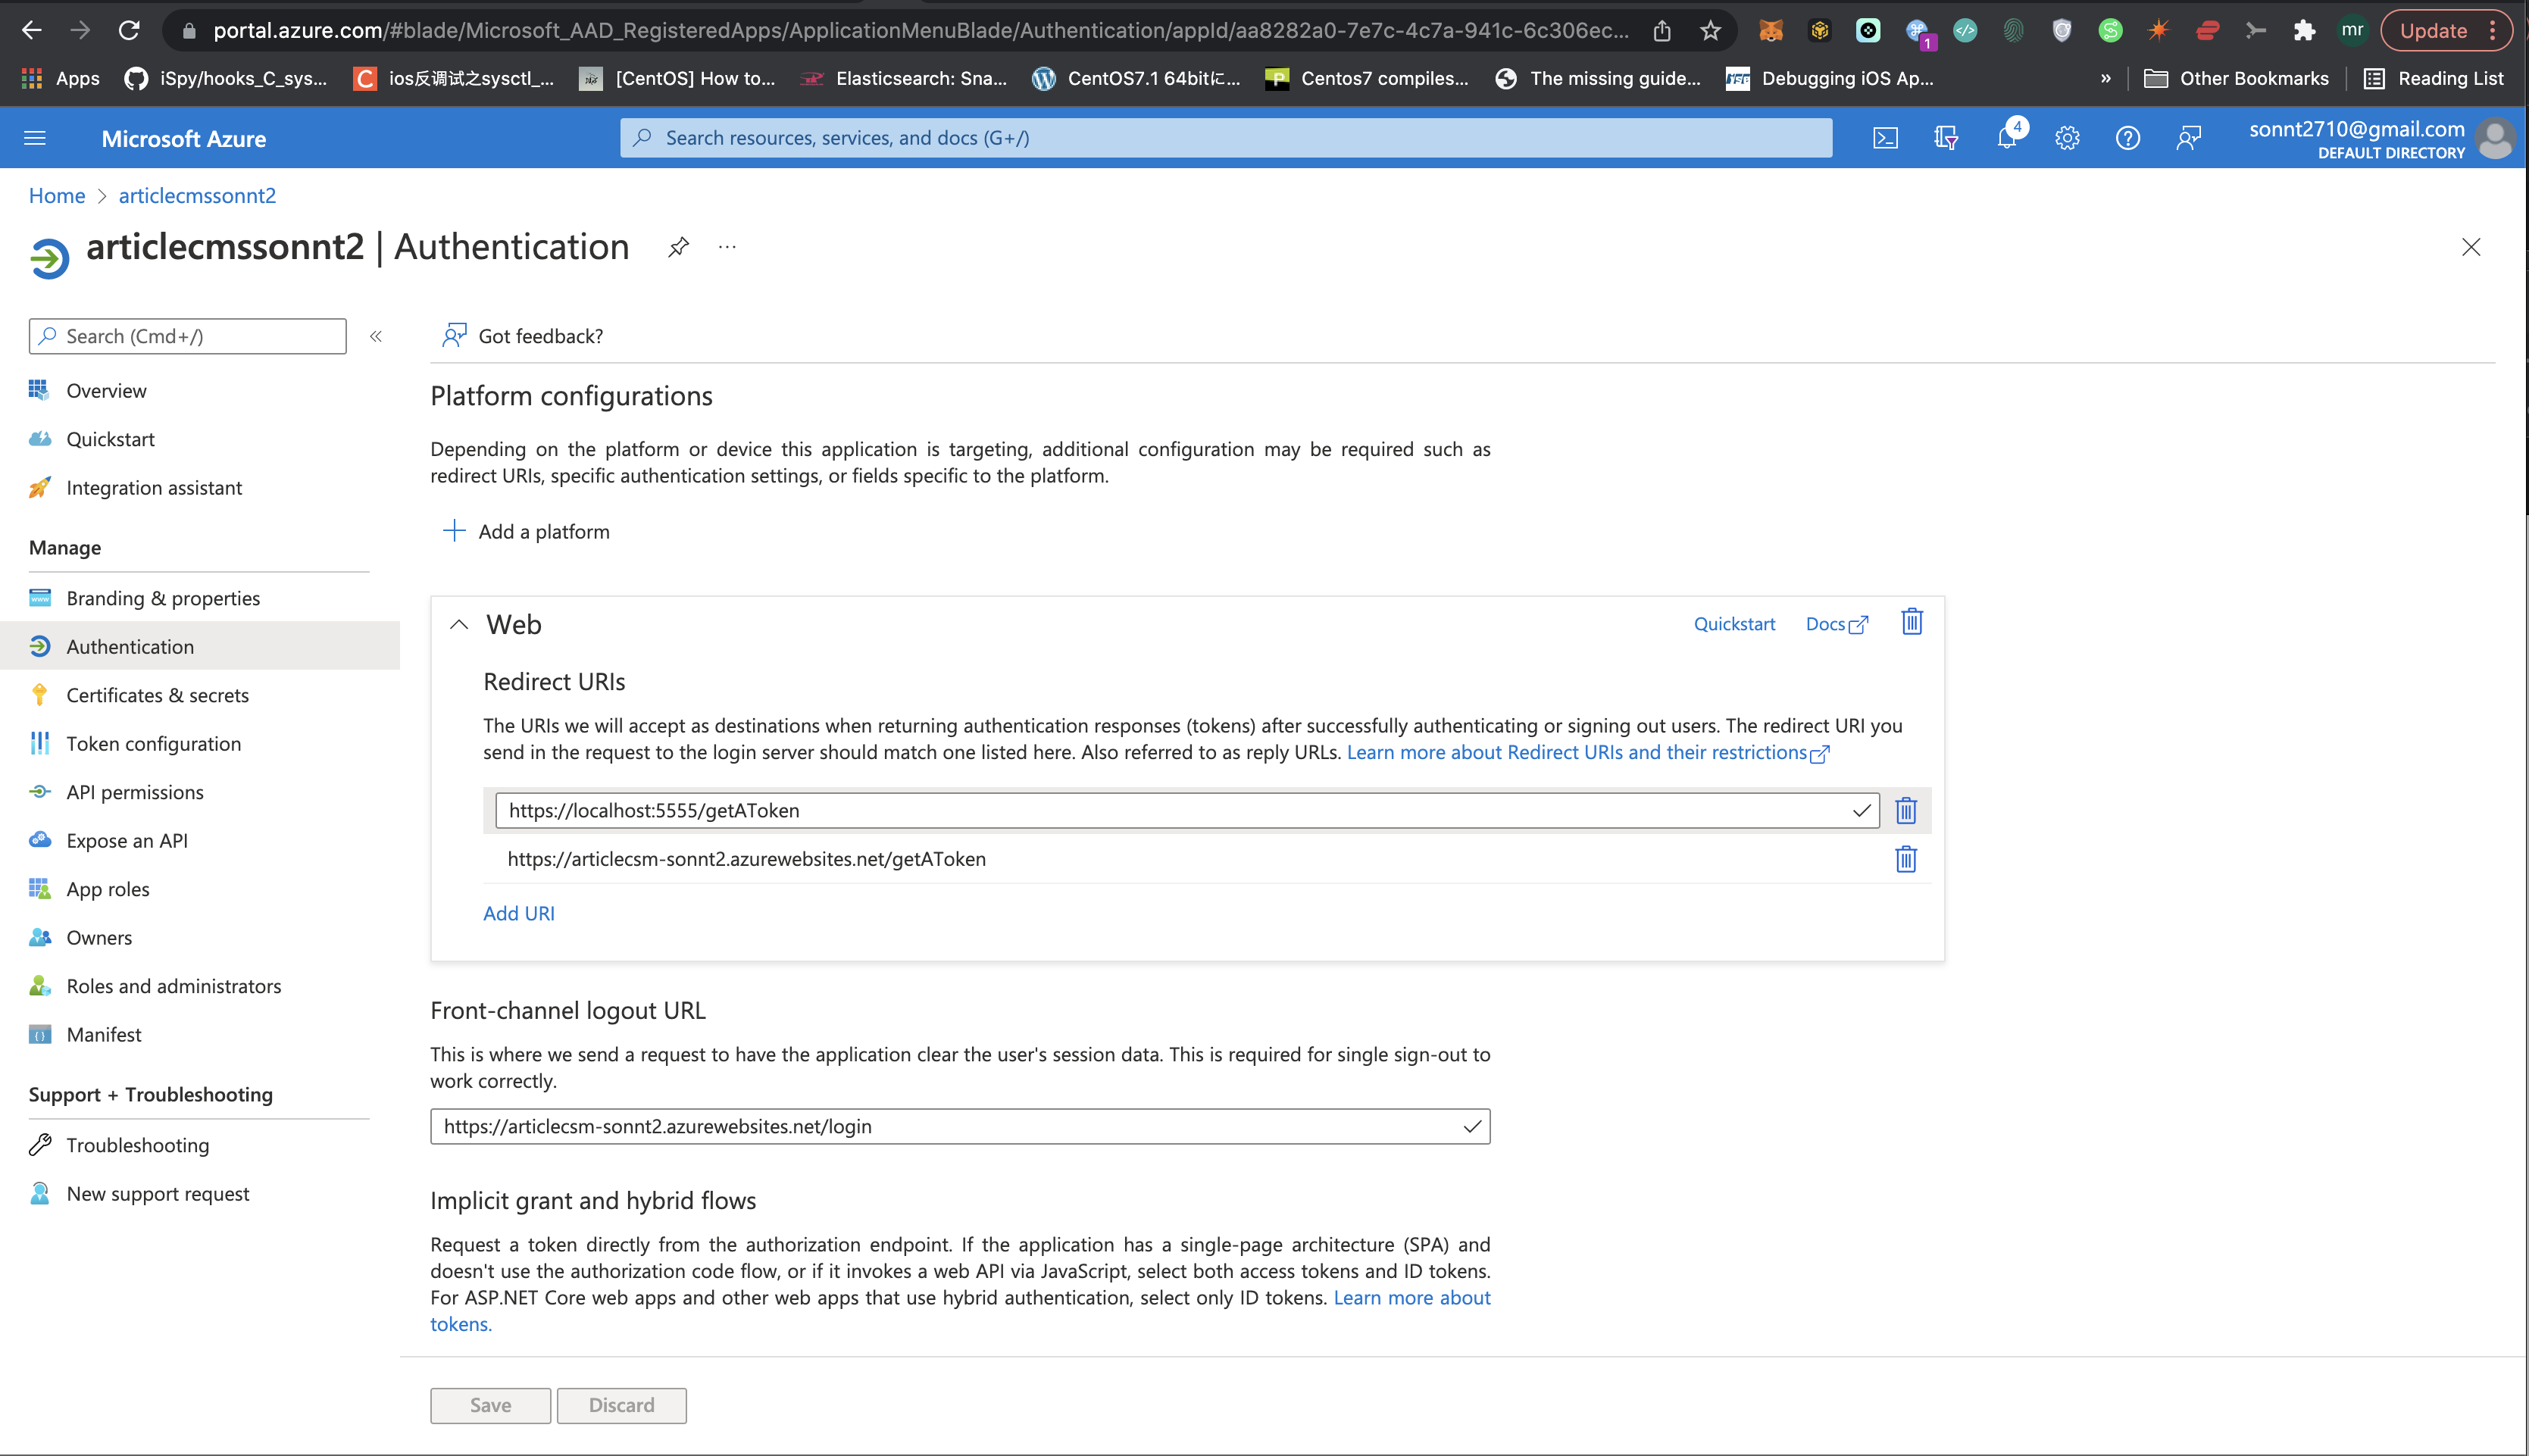 portal.azure.com/#blade/Microsoft_AAD_RegisteredApps/ApplicationMenuBlade/Authentication/appId/aa8282a0-7e7c-4c7a-941c-6c306ec...
1
mr
Update
Apps
iSpy/hooks_C_sys...
ios反调试之sysctl_...
[CentOS] How to...
Elasticsearch: Sna...
CentOS7.1 64bitに...
Centos7 compiles...
The missing guide...
Debugging iOS Ap...
»
Other Bookmarks
Reading List
Microsoft Azure
Search resources, services, and docs (G+/)
4
sonnt2710@gmail.com
DEFAULT DIRECTORY
Home > articlecmssonnt2
articlecmssonnt2 | Authentication
...
Search (Cmd+/)
«
Got feedback?
Overview
Quickstart
Integration assistant
Manage
Branding & properties
Authentication
Certificates & secrets
Token configuration
API permissions
Expose an API
App roles
Owners
Roles and administrators
Manifest
Support + Troubleshooting
Troubleshooting
New support request
Platform configurations
Depending on the platform or device this application is targeting, additional configuration may be required such as
redirect URIs, specific authentication settings, or fields specific to the platform.
Add a platform
Web
Quickstart
Docs
Redirect URIs
The URIs we will accept as destinations when returning authentication responses (tokens) after successfully authenticating or signing out users. The redirect URI you
send in the request to the login server should match one listed here. Also referred to as reply URLs. Learn more about Redirect URIs and their restrictions
https://localhost:5555/getAToken
https://articlecsm-sonnt2.azurewebsites.net/getAToken
Add URI
Front-channel logout URL
This is where we send a request to have the application clear the user's session data. This is required for single sign-out to
work correctly.
https://articlecsm-sonnt2.azurewebsites.net/login
Implicit grant and hybrid flows
Request a token directly from the authorization endpoint. If the application has a single-page architecture (SPA) and
doesn't use the authorization code flow, or if it invokes a web API via JavaScript, select both access tokens and ID tokens.
For ASP.NET Core web apps and other web apps that use hybrid authentication, select only ID tokens. Learn more about
tokens.
Save
Discard